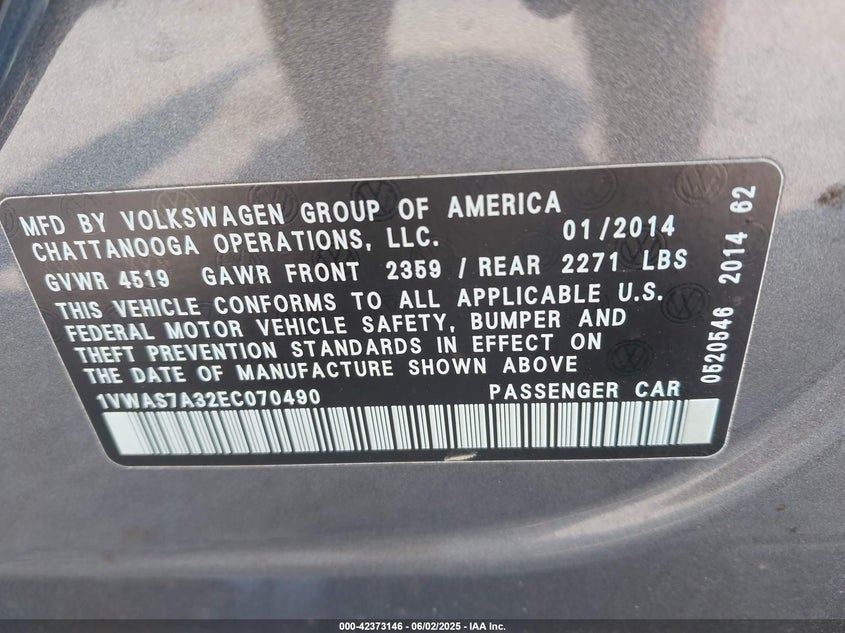 MFD BY VOLKSWAGEN GROUP OF AMERICA
CHATTANOOGA OPERATIONS, LLC. 01/2014
GVWR 4519 GAWR FRONT 2359 / REAR 2271 LBS
THIS VEHICLE CONFORMS TO ALL APPLICABLE U.S.
FEDERAL MOTOR VEHICLE SAFETY, BUMPER AND
THEFT PREVENTION STANDARDS IN EFFECT ON
THE DATE OF MANUFACTURE SHOWN ABOVE
1VWAS7A32EC070490 PASSENGER CAR
0520546 2014 62
000-42373146 - 06/02/2025 - IAA Inc.